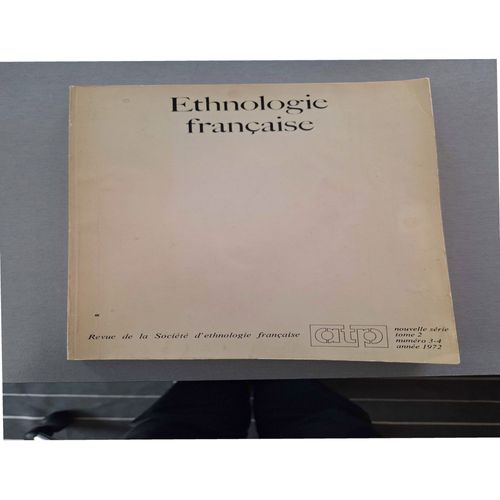 Ethnologie
française
Revue de la Société d'ethnologie française
atp
nouvelle série
tome 2
numéro 3-4
année 1972